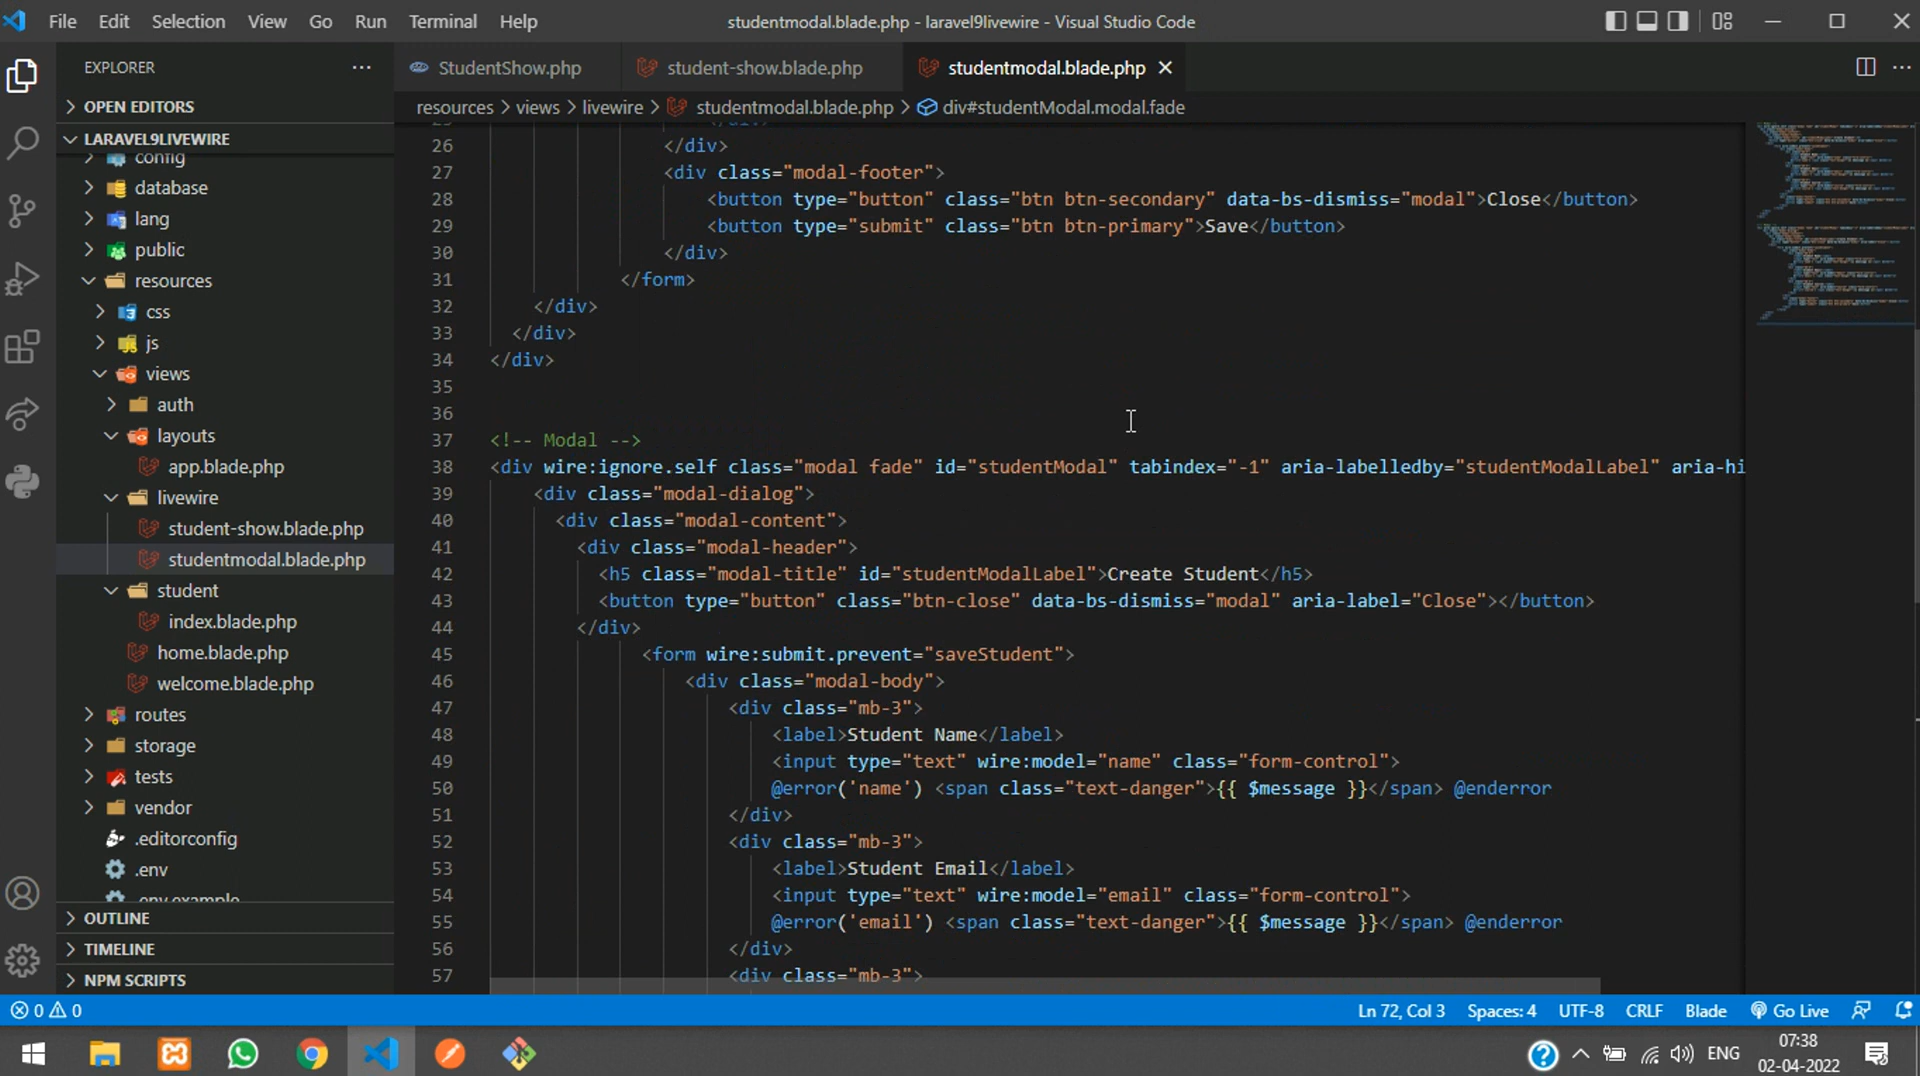 File Edit Selection View Go Run Terminal Help
studentmodal.blade.php - laravel9livewire - Visual Studio Code
EXPLORER
OPEN EDITORS
LARAVEL9LIVEWIRE
config
database
lang
public
resources
css
js
views
auth
layouts
app.blade.php
livewire
student-show.blade.php
studentmodal.blade.php
student
index.blade.php
home.blade.php
welcome.blade.php
routes
storage
tests
vendor
.editorconfig
.env
.env.example
OUTLINE
TIMELINE
NPM SCRIPTS
StudentShow.php
student-show.blade.php
studentmodal.blade.php
resources > views > livewire > studentmodal.blade.php > div#studentModal.modal.fade
25 </div>
26 </div>
27 <div class="modal-footer">
28 <button type="button" class="btn btn-secondary" data-bs-dismiss="modal">Close</button>
29 <button type="submit" class="btn btn-primary">Save</button>
30 </div>
31 </form>
32 </div>
33 </div>
34 </div>
35
36
37 <!-- Modal -->
38 <div wire:ignore.self class="modal fade" id="studentModal" tabindex="-1" aria-labelledby="studentModalLabel" aria-hi
39 <div class="modal-dialog">
40 <div class="modal-content">
41 <div class="modal-header">
42 <h5 class="modal-title" id="studentModalLabel">Create Student</h5>
43 <button type="button" class="btn-close" data-bs-dismiss="modal" aria-label="Close"></button>
44 </div>
45 <form wire:submit.prevent="saveStudent">
46 <div class="modal-body">
47 <div class="mb-3">
48 <label>Student Name</label>
49 <input type="text" wire:model="name" class="form-control">
50 @error('name') <span class="text-danger">{{ $message }}</span> @enderror
51 </div>
52 <div class="mb-3">
53 <label>Student Email</label>
54 <input type="text" wire:model="email" class="form-control">
55 @error('email') <span class="text-danger">{{ $message }}</span> @enderror
56 </div>
57 <div class="mb-3">
0 0
Ln 72, Col 3 Spaces: 4 UTF-8 CRLF Blade Go Live
ENG
07:38
02-04-2022